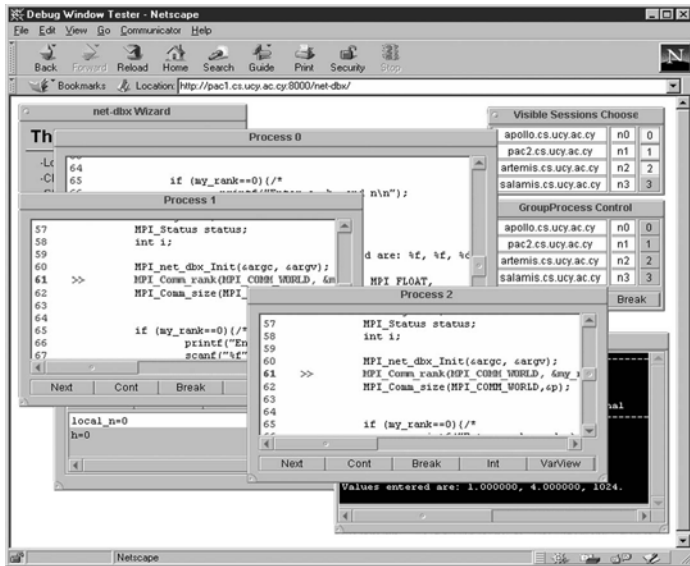 Debug Window Tester - Netscape
File Edit View Go Communicator Help
Back Forward Reload Home Search Guide Print Security Stop
N
Bookmarks Location: http://pac1.cs.ucy.ac.cy:8000/net-dbx/
net-dbx Wizard
Th
-Lo
-Cl
Process 0
64
65 if (my_rank==0){/*
n\n");
d are: %f, %f, %d
MPI_FLOAT,
Process 1
57 MPI_Status status;
58 int i;
59
60 MPI_net_dbx_Init(&argc, &argv);
61 >> MPI_Comm_rank(MPI_COMM_WORLD, &m
62 MPI_Comm_size(MPI_
63
64
65 if (my_rank==0){/*
66 printf("En
67 scanf("%f"
Next Cont Break
local_n=0
h=0
Process 2
57 MPI_Status status;
58 int i;
59
60 MPI_net_dbx_Init(&argc, &argv);
61 >> MPI_Comm_rank(MPI_COMM_WORLD, &my_r
62 MPI_Comm_size(MPI_COMM_WORLD,&p);
63
64
65 if (my_rank==0){/*
Next Cont Break Int VarView
Visible Sessions Choose
apollo.cs.ucy.ac.cy n0 0
pac2.cs.ucy.ac.cy n1 1
artemis.cs.ucy.ac.cy n2 2
salamis.cs.ucy.ac.cy n3 3
GroupProcess Control
apollo.cs.ucy.ac.cy n0 0
pac2.cs.ucy.ac.cy n1 1
artemis.cs.ucy.ac.cy n2 2
salamis.cs.ucy.ac.cy n3 3
Break
nal
Values entered are: 1.000000, 4.000000, 1024.
Netscape